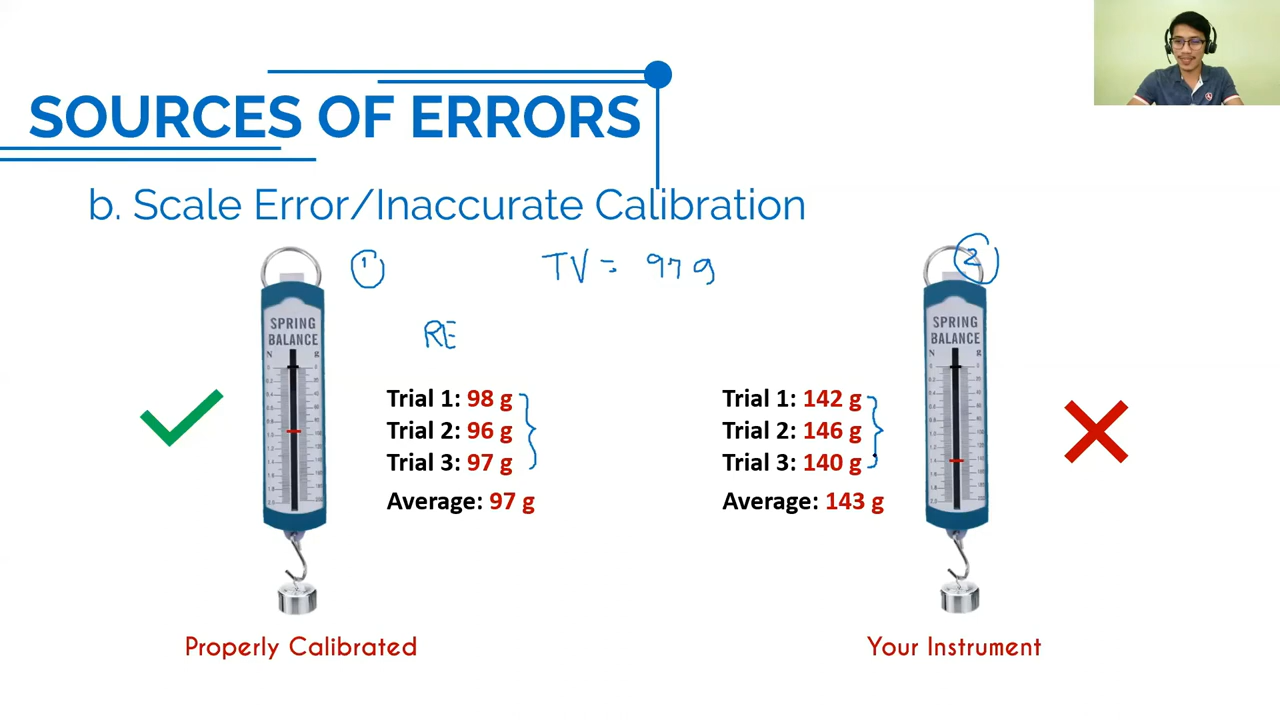 SOURCES OF ERRORS
b. Scale Error/Inaccurate Calibration
1
TV = 97 g
2
RE
SPRING
BALANCE
N g
Trial 1: 98 g
Trial 2: 96 g
Trial 3: 97 g
Average: 97 g
Properly Calibrated
Trial 1: 142 g
Trial 2: 146 g
Trial 3: 140 g
Average: 143 g
SPRING
BALANCE
N g
Your Instrument